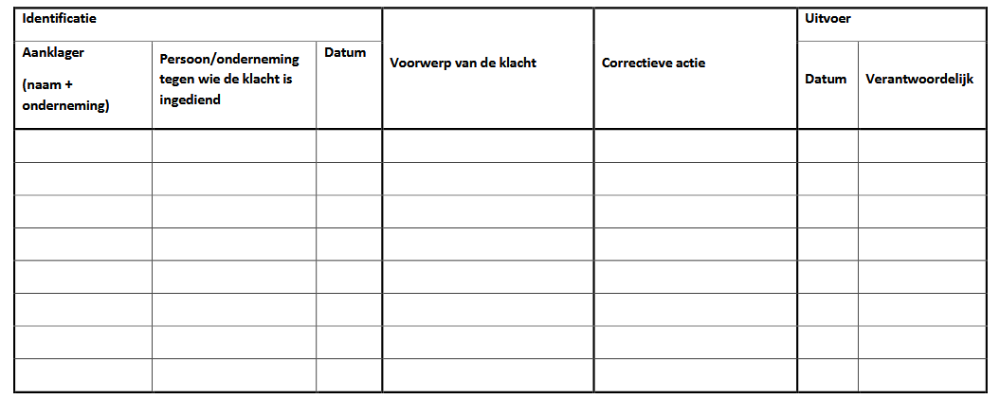 Identificatie
Uitvoer
Aanklager
(naam +
onderneming)
Persoon/onderneming
tegen wie de klacht is
ingediend
Datum
Voorwerp van de klacht
Correctieve actie
Datum
Verantwoordelijk